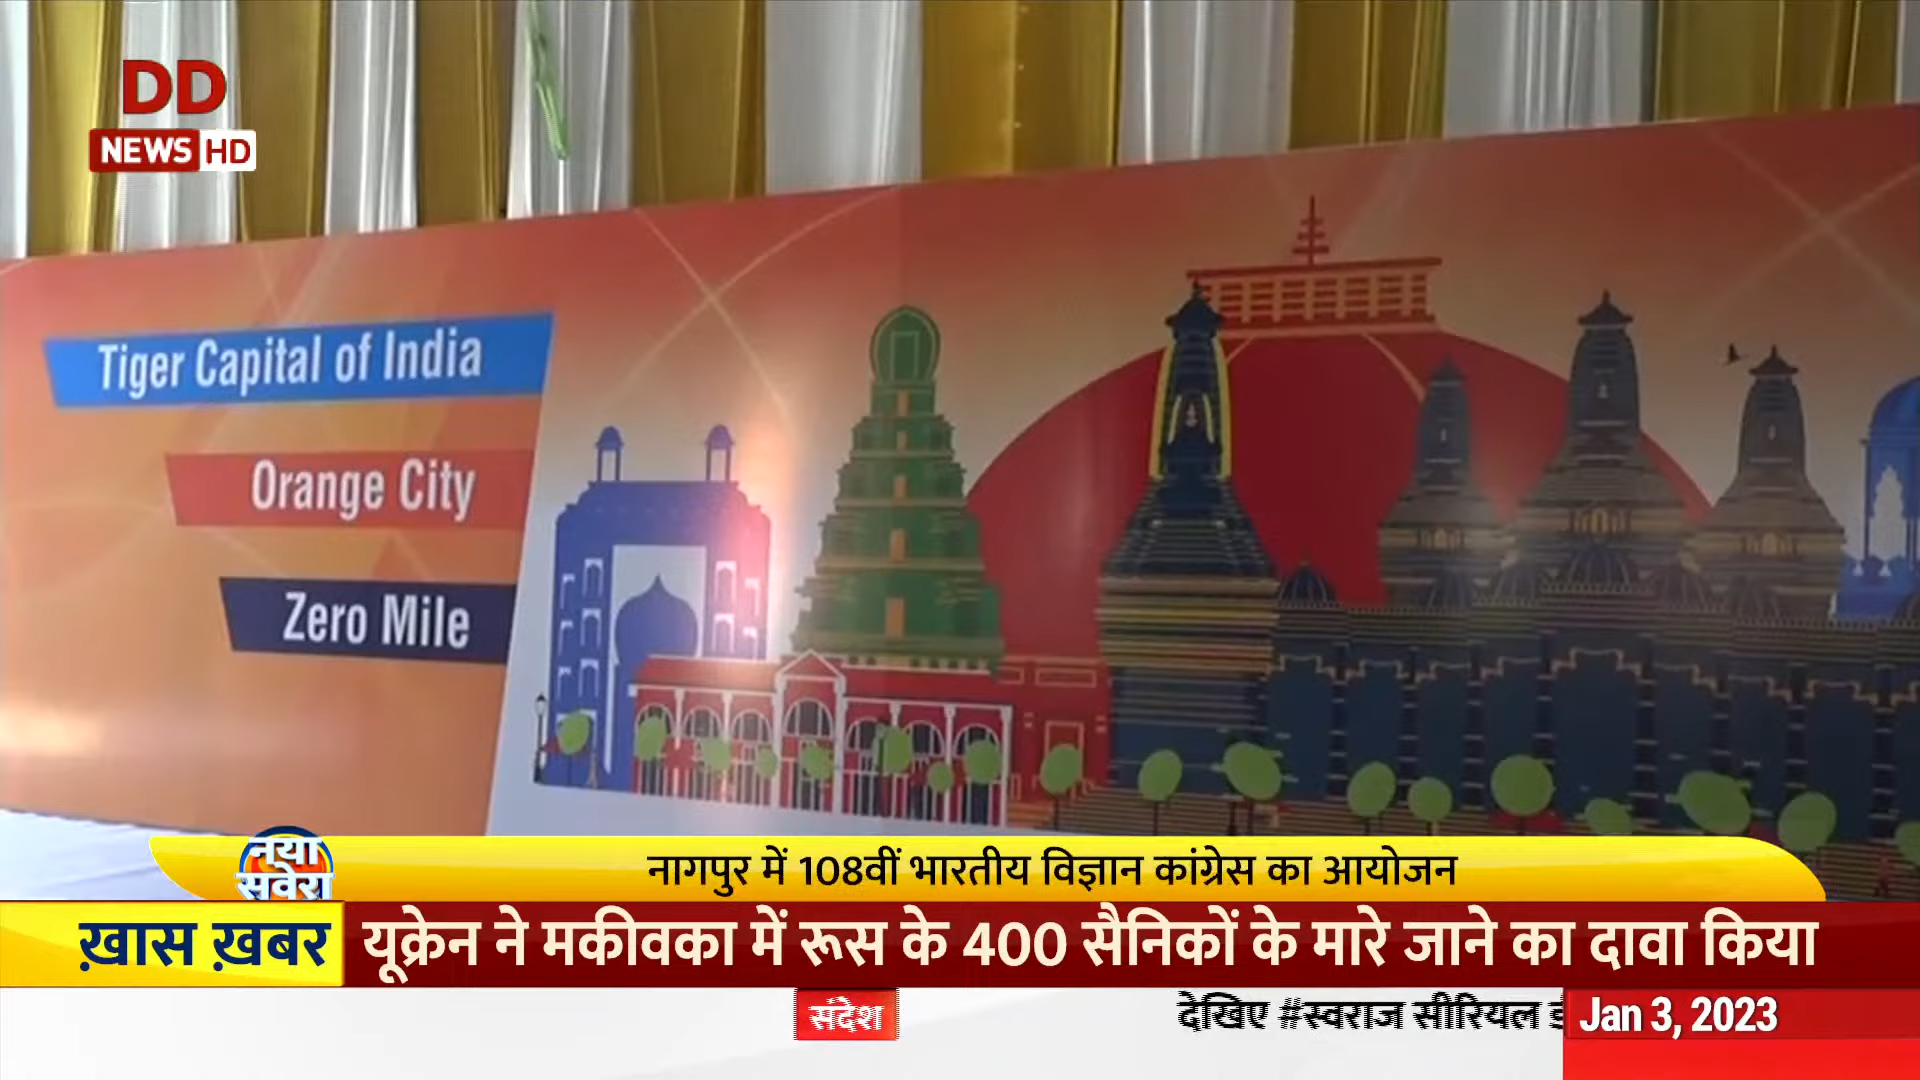 DD
NEWS HD
Tiger Capital of India
Orange City
Zero Mile
नया
सवेरा
नागपुर में 108वीं भारतीय विज्ञान कांग्रेस का आयोजन
ख़ास ख़बर
यूक्रेन ने मकीवका में रूस के 400 सैनिकों के मारे जाने का दावा किया
संदेश
देखिए #स्वराज सीरियल
Jan 3, 2023